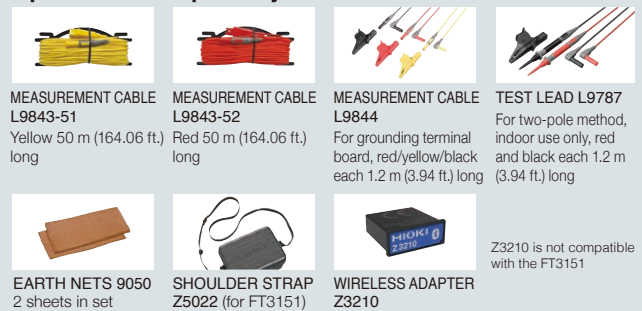 MEASUREMENT CABLE
L9843-51
Yellow 50 m (164.06 ft.)
long
MEASUREMENT CABLE
L9843-52
Red 50 m (164.06 ft.)
long
MEASUREMENT CABLE
L9844
For grounding terminal
board, red/yellow/black
each 1.2 m (3.94 ft.) long
TEST LEAD L9787
For two-pole method,
indoor use only, red
and black each 1.2 m
(3.94 ft.) long
EARTH NETS 9050
2 sheets in set
SHOULDER STRAP
Z5022 (for FT3151)
HIOKI
Z3210
WIRELESS ADAPTER
Z3210
Z3210 is not compatible
with the FT3151